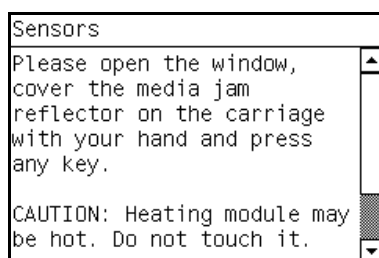 Sensors
Please open the window,
cover the media jam
reflector on the carriage
with your hand and press
any key.
CAUTION: Heating module may
be hot. Do not touch it.